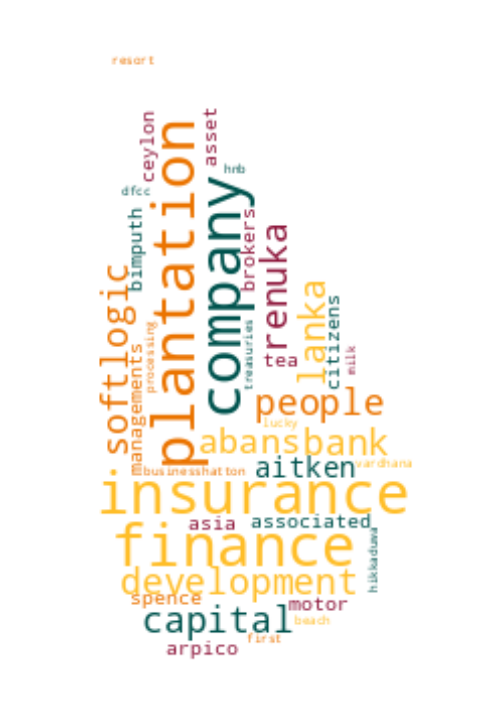 resort
ceylon
plantation
asset
hnb
dfcc
company
bimputh
brokers
renuka
softlogic
lanka
citizens
treasuries
processing
managements
tea
milk
people
lucky
abans
bank
aitken
vardhana
business
hatton
insurance
asia
associated
finance
hikkaduwa
development
spence
motor
capital
beach
first
arpico